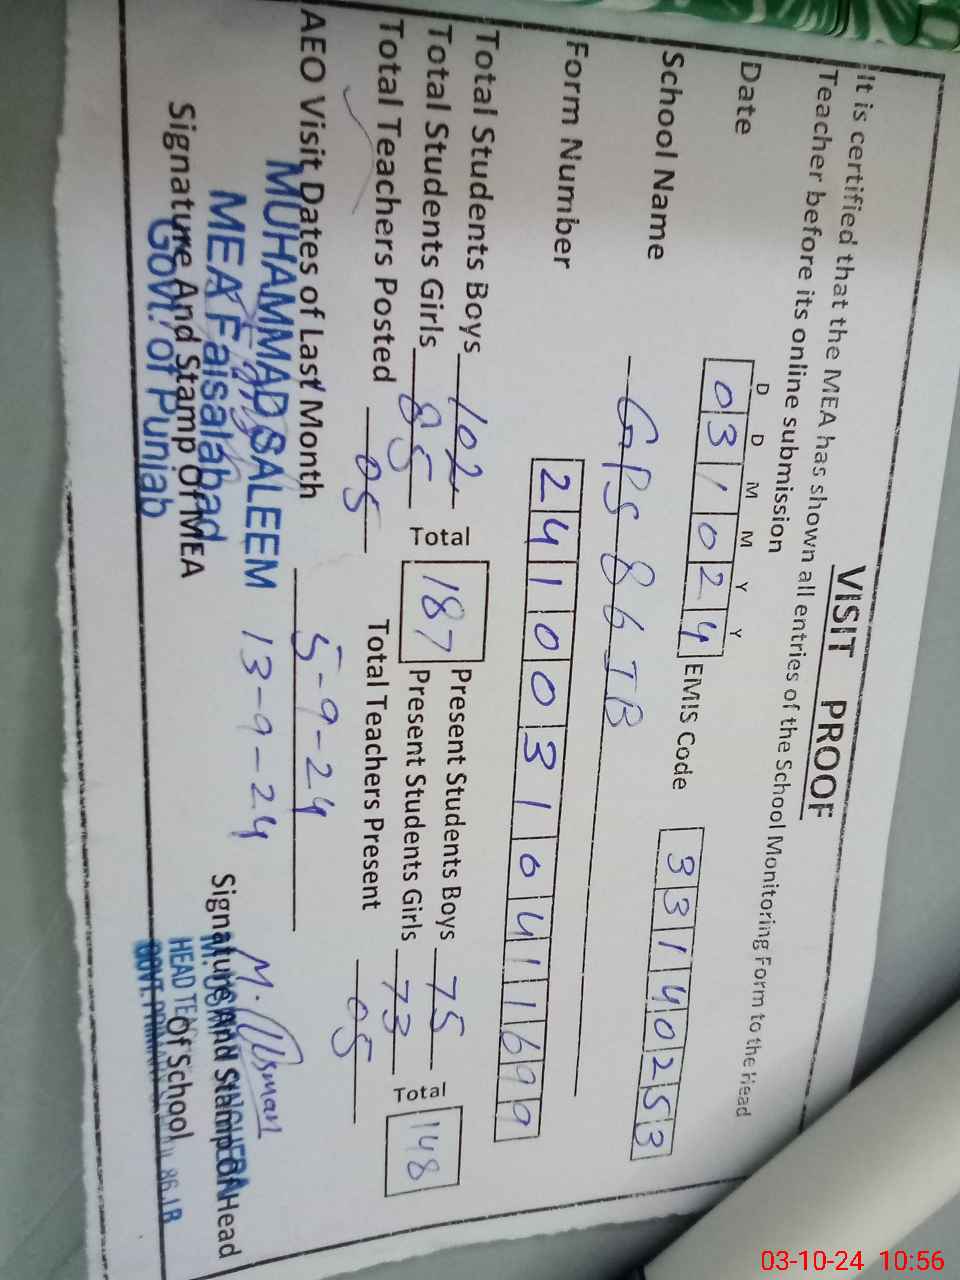 VISIT PROOF
It is certified that the MEA has shown all entries of the School Monitoring Form to the Head
Teacher before its online submission
D D M M Y Y
Date 031024 EMIS Code 33140253
School Name GPS 86 JB
Form Number 2410031041699
Total Students Boys 102 Total 187 Present Students Boys 75 Total 148
Total Students Girls 85 Present Students Girls 73
Total Teachers Posted 05 Total Teachers Present 05
AEO Visit Dates of Last Month 5-9-24
13-9-24
MUHAMMAD SALEEM
MEA Faisalabad
Govt. of Punjab
Signature And Stamp Of MEA
M. Usman
Signature And Stamp Of Head
Of School
HEAD TE
86 J.B
03-10-24 10:56